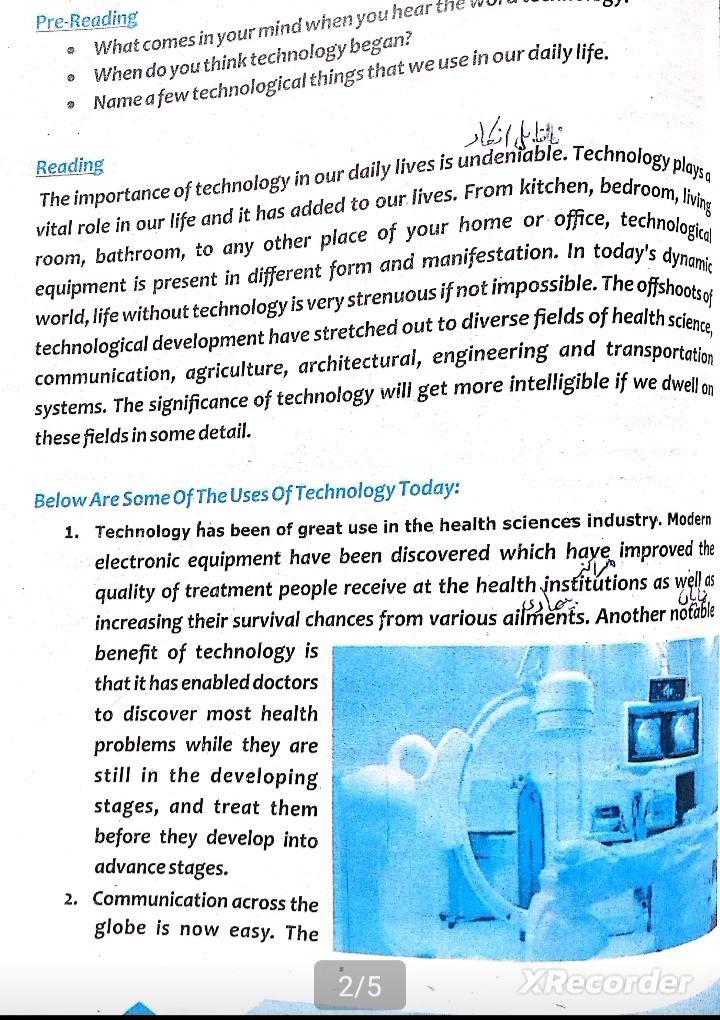 Pre-Reading
• What comes in your mind when you hear the word
• When do you think technology began?
• Name a few technological things that we use in our daily life.
ناقابل انکار
Reading
The importance of technology in our daily lives is undeniable. Technology plays a
vital role in our life and it has added to our lives. From kitchen, bedroom, living
room, bathroom, to any other place of your home or office, technological
equipment is present in different form and manifestation. In today's dynamic
world, life without technology is very strenuous if not impossible. The offshoots of
technological development have stretched out to diverse fields of health science,
communication, agriculture, architectural, engineering and transportation
systems. The significance of technology will get more intelligible if we dwell on
these fields in some detail.
Below Are Some Of The Uses Of Technology Today:
1. Technology has been of great use in the health sciences industry. Modern
electronic equipment have been discovered which have improved the
مراکز
quality of treatment people receive at the health institutions as well as
بیماری نمایاں
increasing their survival chances from various ailments. Another notable
benefit of technology is
that it has enabled doctors
to discover most health
problems while they are
still in the developing
stages, and treat them
before they develop into
advance stages.
2. Communication across the
globe is now easy. The
2/5
XRecorder